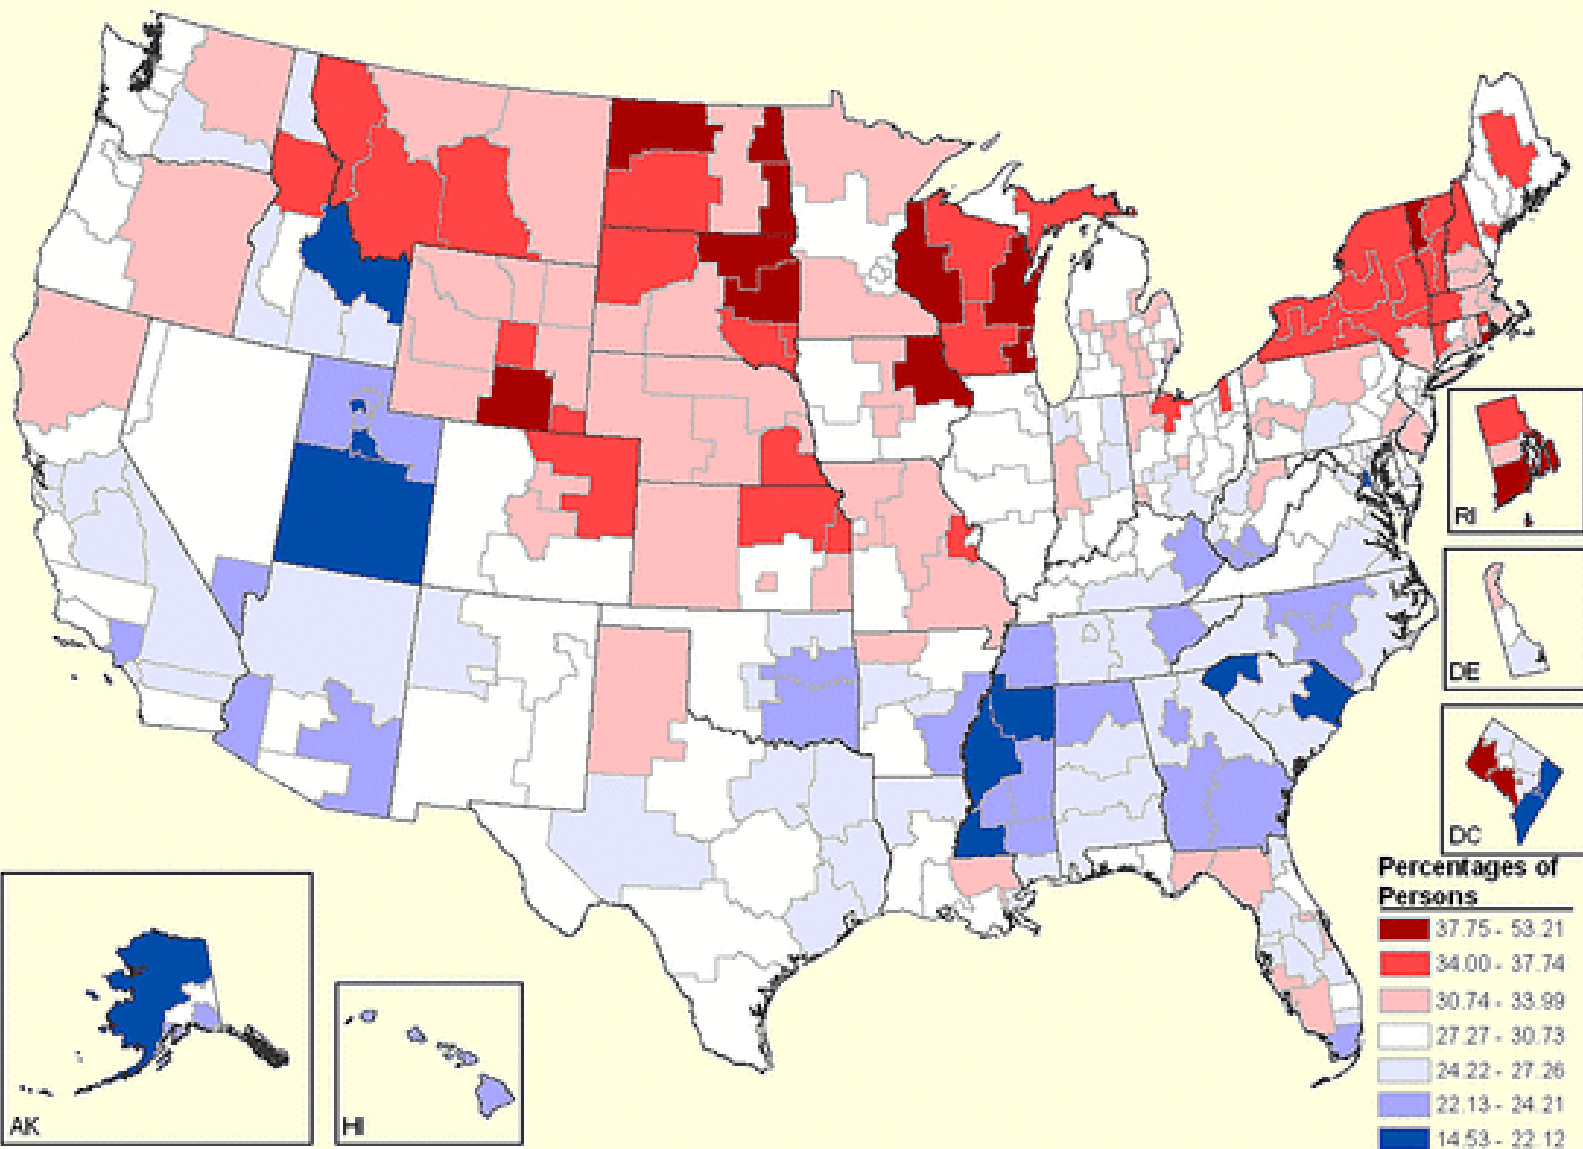 RI
DE
DC
Percentages of
Persons
37.75 - 53.21
34.00 - 37.74
30.74 - 33.99
27.27 - 30.73
24.22 - 27.26
22.13 - 24.21
14.53 - 22.12
AK
HI